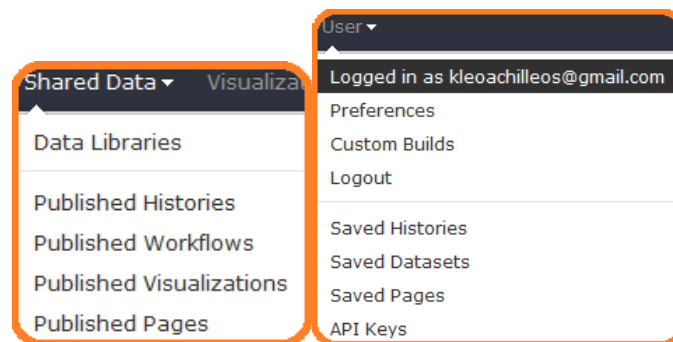 Shared Data
Visualiza
Data Libraries
Published Histories
Published Workflows
Published Visualizations
Published Pages
User
Logged in as kleoachilleos@gmail.com
Preferences
Custom Builds
Logout
Saved Histories
Saved Datasets
Saved Pages
API Keys